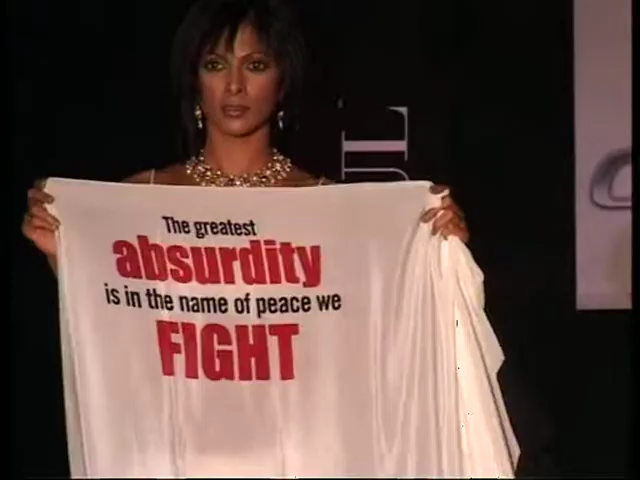 The greatest
absurdity
is in the name of peace we
FIGHT